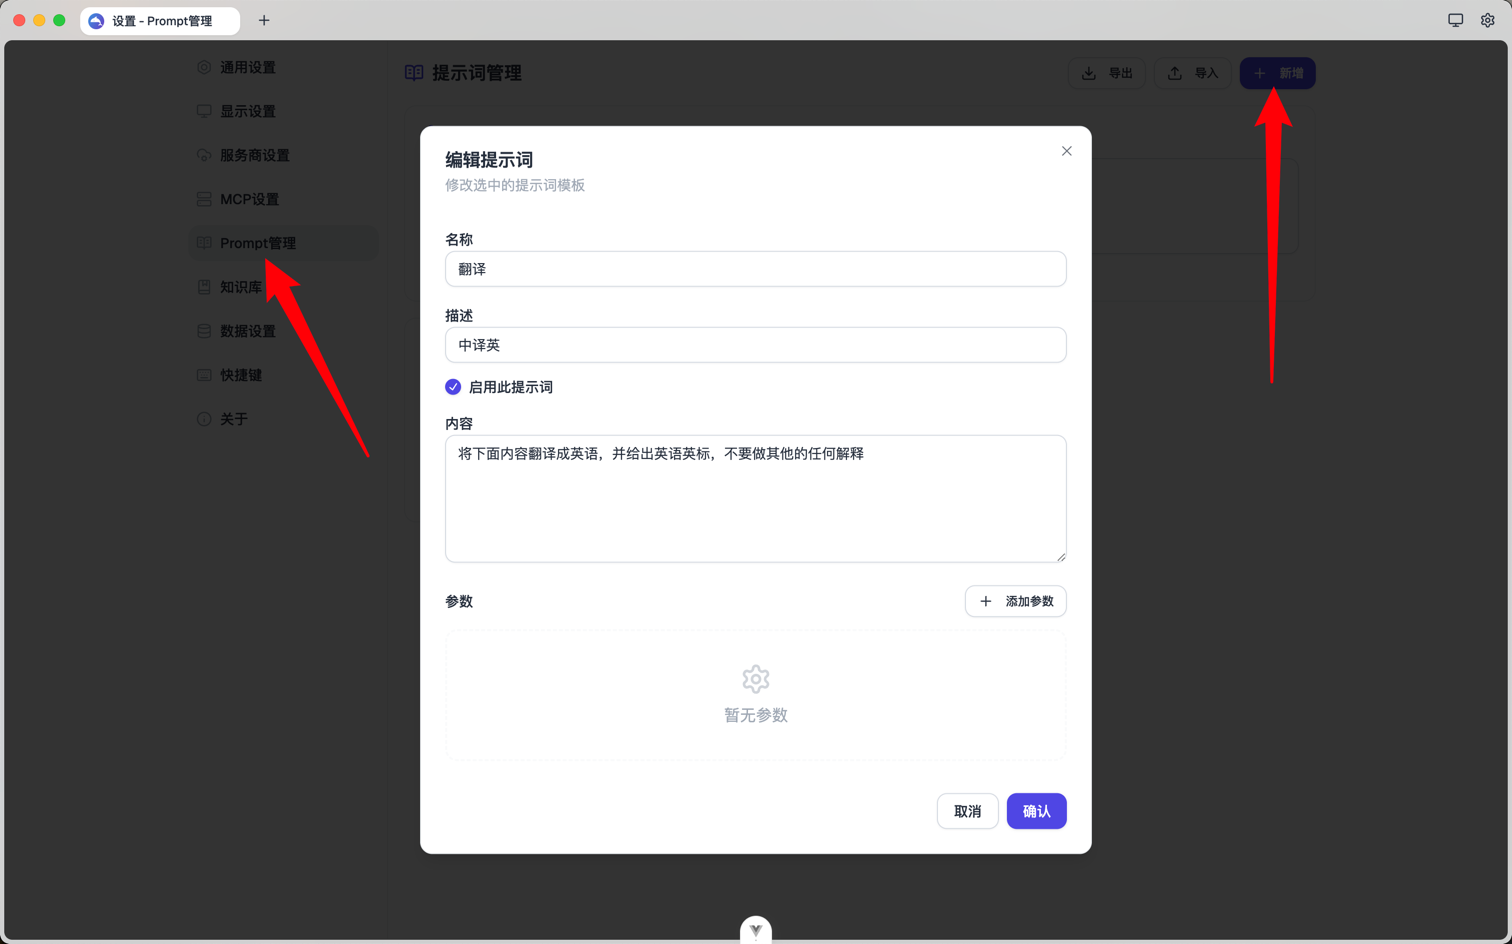 设置 - Prompt管理
通用设置
显示设置
服务商设置
MCP设置
Prompt管理
知识库
数据设置
快捷键
关于
提示词管理
导出
导入
新增
编辑提示词
修改选中的提示词模板
名称
翻译
描述
中译英
启用此提示词
内容
将下面内容翻译成英语，并给出英语英标，不要做其他的任何解释
参数
添加参数
暂无参数
取消
确认